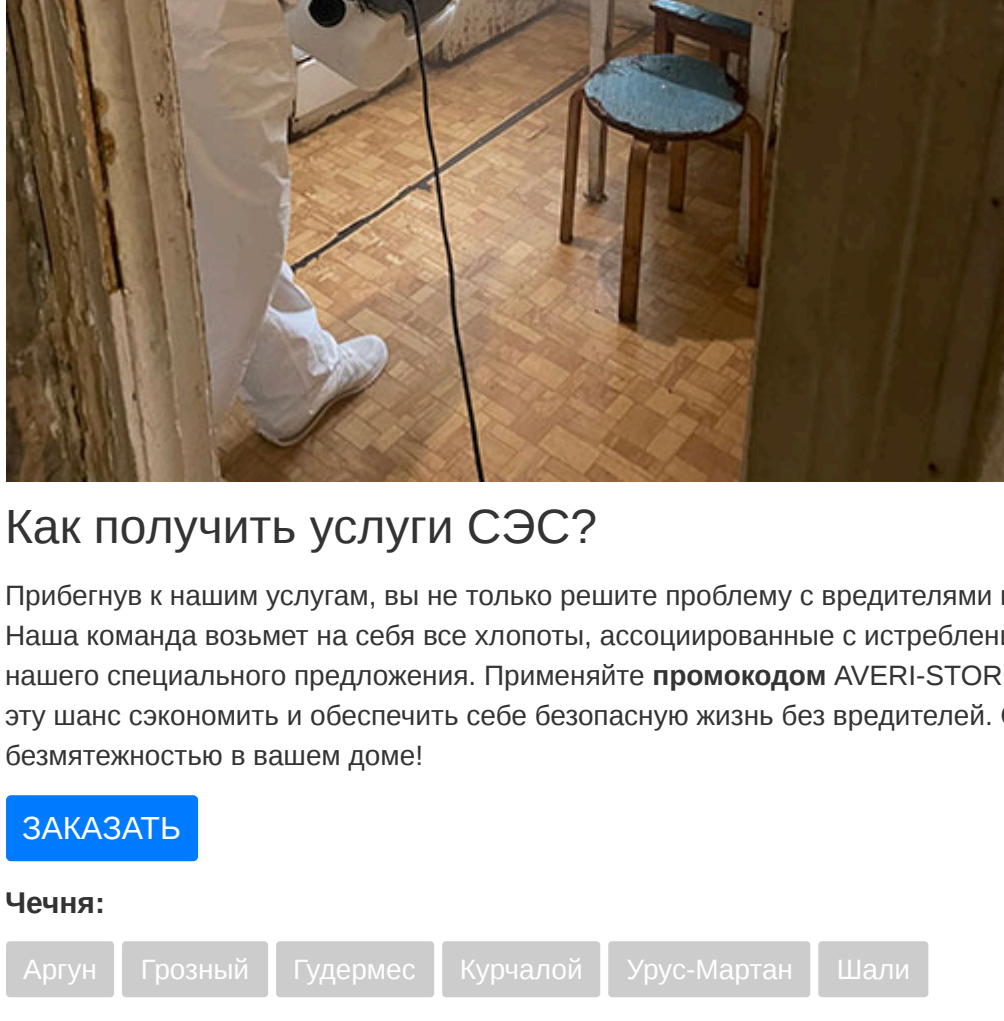 Как получить услуги СЭС?
Прибегнув к нашим услугам, вы не только решите проблему с вредителями
Наша команда возьмет на себя все хлопоты, ассоциированные с
нашего специального предложения. Применяйте промокодом AVERI-STOR
эту шанс сэкономить и обеспечить себе безопасную жизнь без вредителей.
безмятежностью в вашем доме!
ЗАКАЗАТЬ
Чечня:
Аргун Грозный Гудермес Курчалой Урус-Мартан Шали